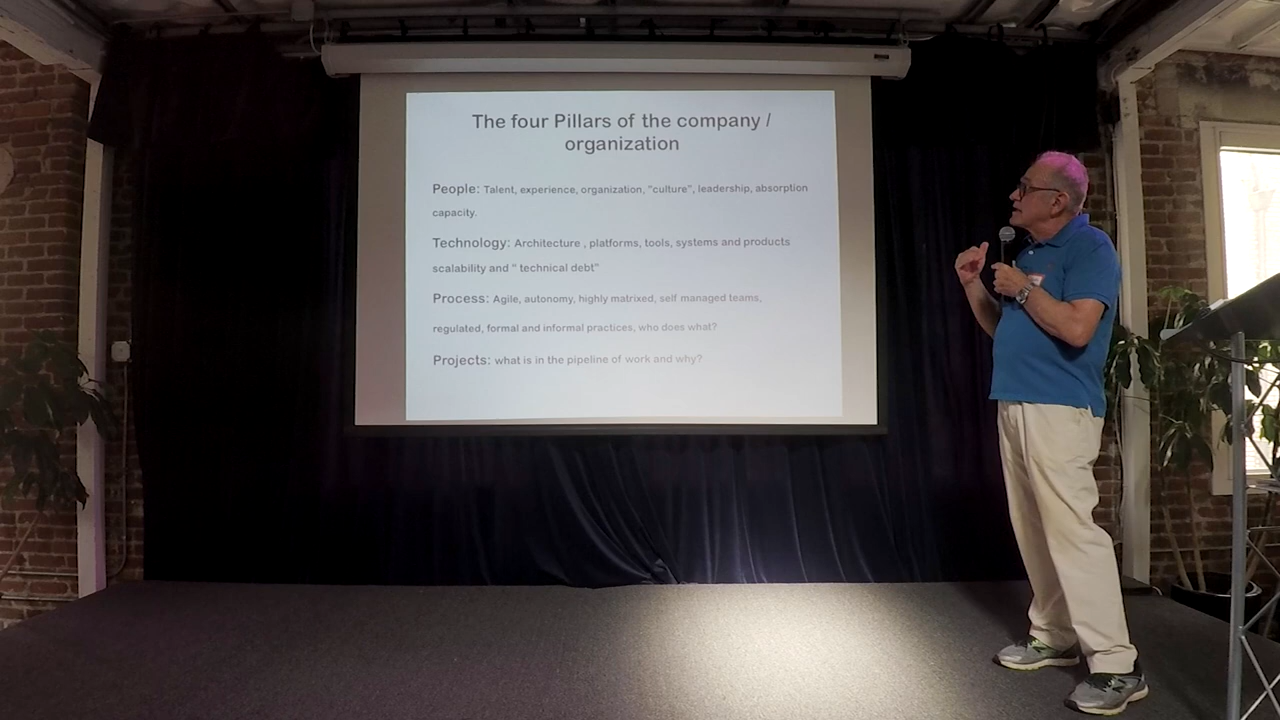 The four Pillars of the company /
organization
People: Talent, experience, organization, "culture", leadership, absorption
capacity.
Technology: Architecture , platforms, tools, systems and products
scalability and " technical debt"
Process: Agile, autonomy, highly matrixed, self managed teams,
regulated, formal and informal practices, who does what?
Projects: what is in the pipeline of work and why?